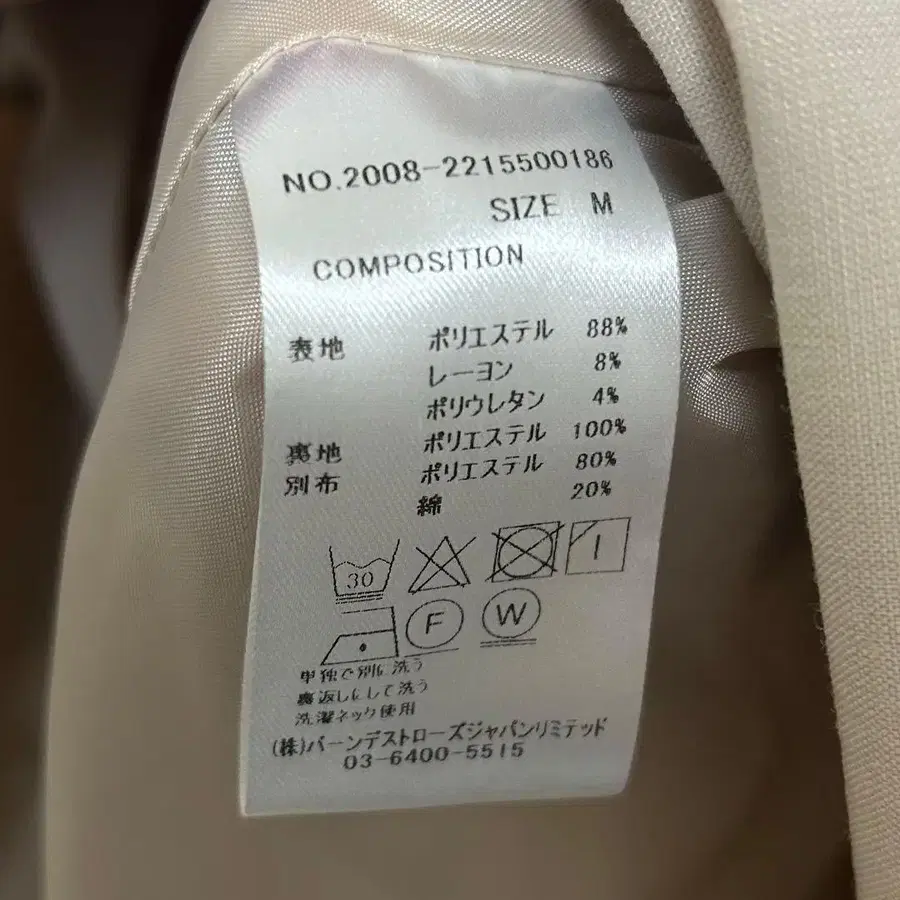 NO.2008-2215500186
SIZE M
COMPOSITION
表地 ポリエステル 88%
レーヨン 8%
ポリウレタン 4%
裏地 ポリエステル 100%
別布 ポリエステル 80%
綿 20%
30
F W
単独で別に洗う
裏返しにして洗う
洗濯ネック使用
(株)バーンデストローズジャパンリミテッド
03-6400-5515